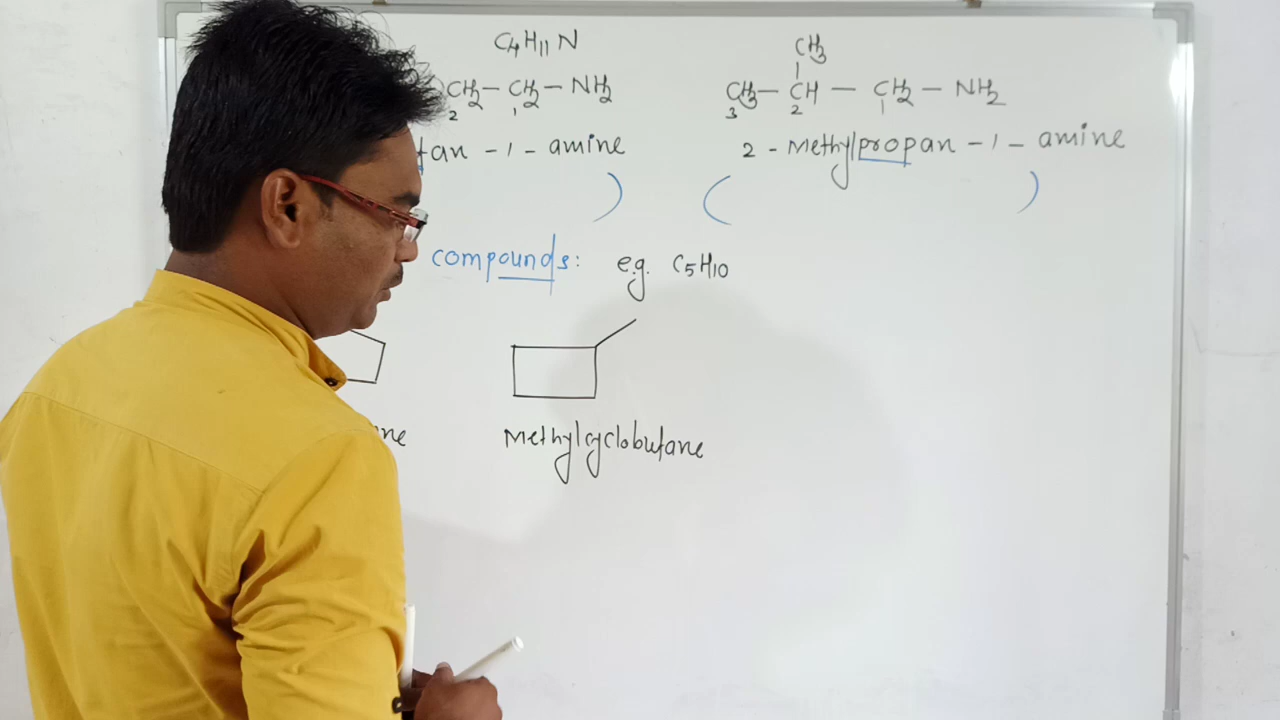 C4H11N
CH3
CH2 – CH2 – NH2
CH3 – CH – CH2 – NH2
2 1
3 2 1
tan – 1 – amine
2 - Methylpropan – 1 – amine
( )
)
compounds: e.g. C5H10
ane
Methylcyclobutane